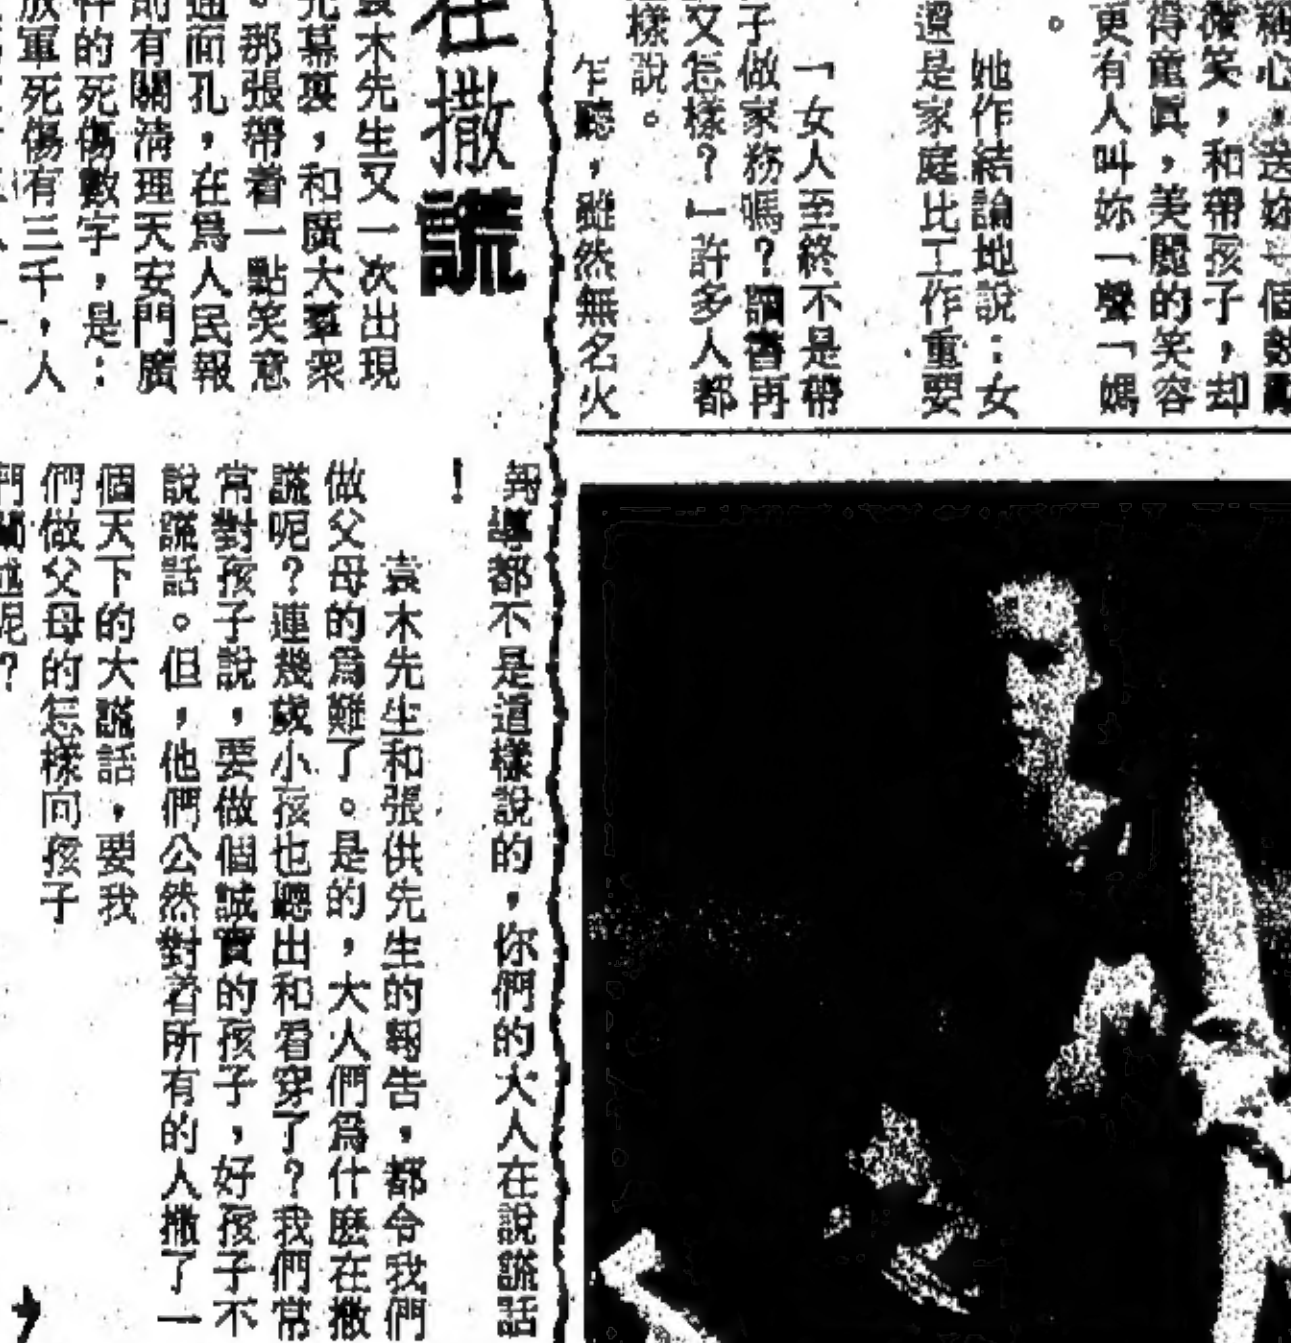 稱心，送妳一個
微笑，和帶孩子，却
得童眞，美麗的笑容
更有人叫妳一聲「媽
。
她作結論地說：女
還是家庭比工作重要
「女人至終不是帶
子做家務嗎？讀書再
又怎樣？」許多人都
樣說。
乍聽，雖然無名火
在撒謊
袁木先生又一次出現
光幕裏，和廣大羣衆
。那張帶着一點笑意
通面孔，在爲人民報
則有關清理天安門廣
件的死傷數字，是：
放軍死傷有三千，人
報導都不是這樣說的，你們的大人在說謊話
！
袁木先生和張供先生的報告，都令我們
做父母的爲難了。是的，大人們爲什麽在撒
謊呢？連幾歲小孩也聽出和看穿了？我們常
常對孩子說，要做個誠實的孩子，好孩子不
說謊話。但，他們公然對著所有的人撒了一
個天下的大謊話，要我
們做父母的怎樣向孩子
呢？